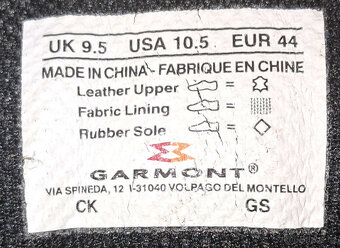 UK 9.5 USA 10.5 EUR 44
MADE IN CHINA - FABRIQUE EN CHINE
Leather Upper =
Fabric Lining =
Rubber Sole =
GARMONT®
VIA SPINEDA, 12 I-31040 VOLPAGO DEL MONTELLO
CK GS